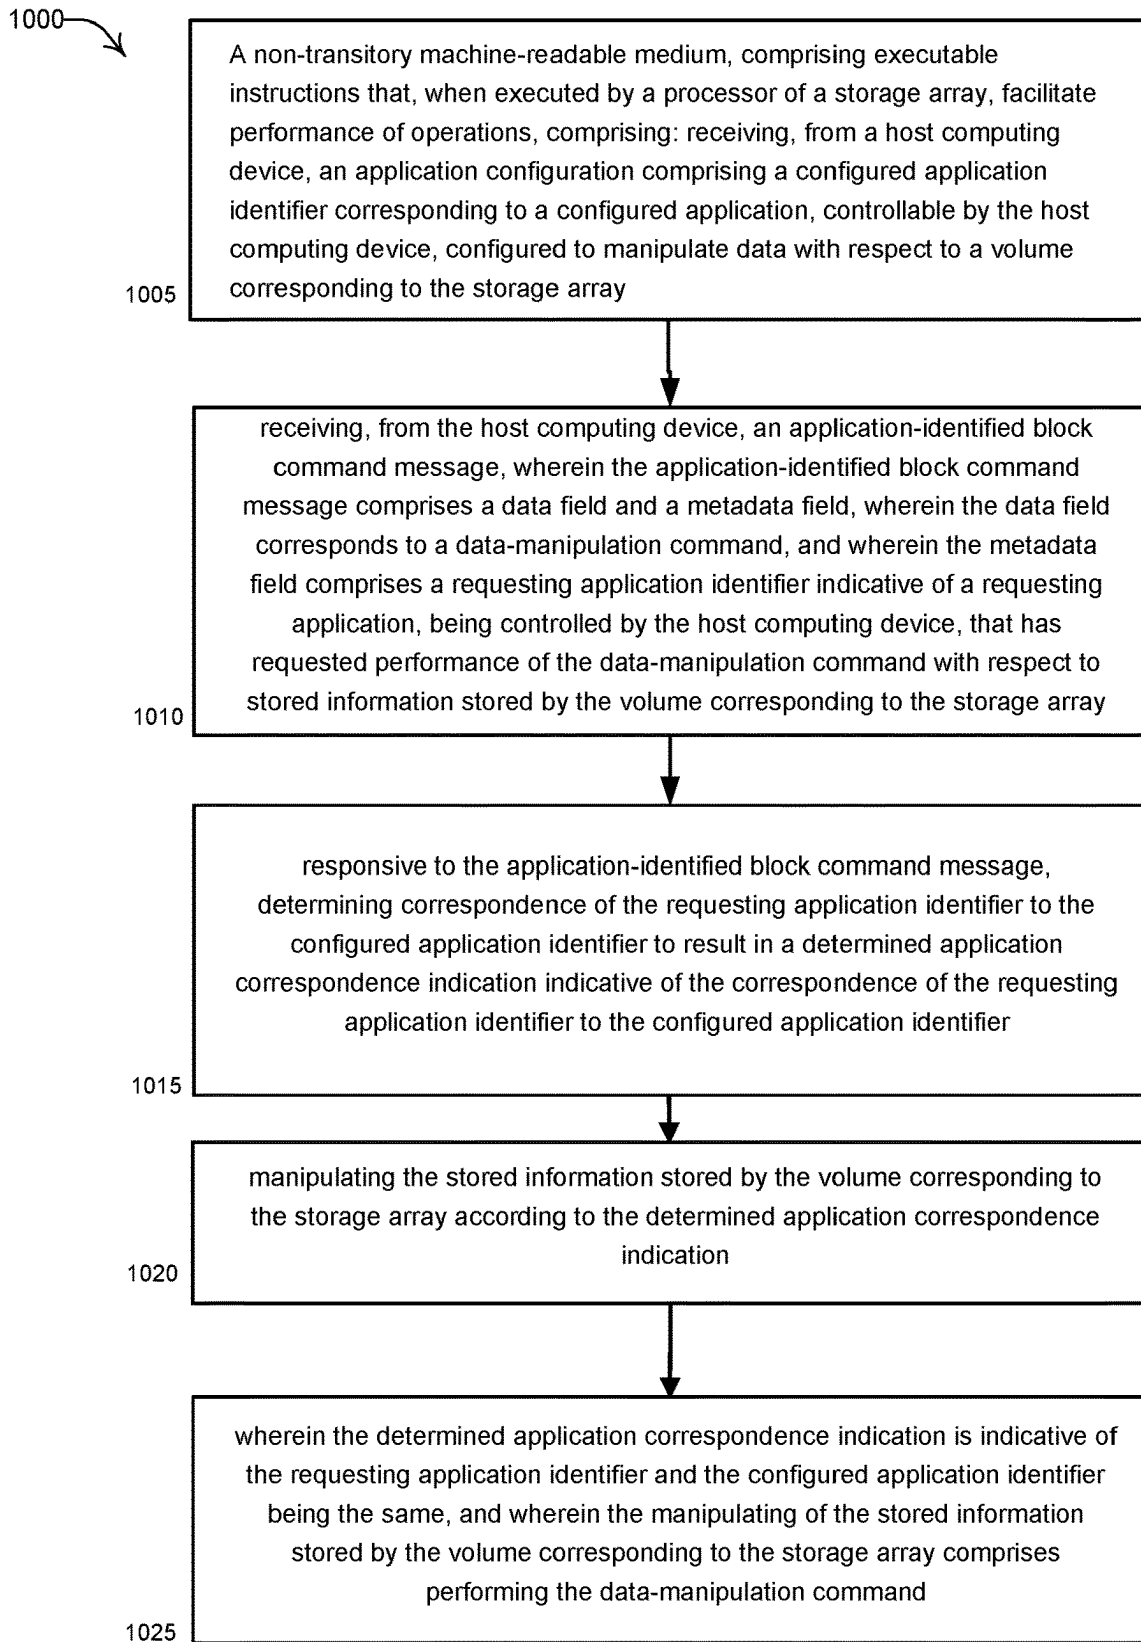 1000
A non-transitory machine-readable medium, comprising executable
instructions that, when executed by a processor of a storage array, facilitate
performance of operations, comprising: receiving, from a host computing
device, an application configuration comprising a configured application
identifier corresponding to a configured application, controllable by the host
computing device, configured to manipulate data with respect to a volume
corresponding to the storage array
1005
receiving, from the host computing device, an application-identified block
command message, wherein the application-identified block command
message comprises a data field and a metadata field, wherein the data field
corresponds to a data-manipulation command, and wherein the metadata
field comprises a requesting application identifier indicative of a requesting
application, being controlled by the host computing device, that has
requested performance of the data-manipulation command with respect to
stored information stored by the volume corresponding to the storage array
1010
responsive to the application-identified block command message,
determining correspondence of the requesting application identifier to the
configured application identifier to result in a determined application
correspondence indication indicative of the correspondence of the requesting
application identifier to the configured application identifier
1015
manipulating the stored information stored by the volume corresponding to
the storage array according to the determined application correspondence
indication
1020
wherein the determined application correspondence indication is indicative of
the requesting application identifier and the configured application identifier
being the same, and wherein the manipulating of the stored information
stored by the volume corresponding to the storage array comprises
performing the data-manipulation command
1025